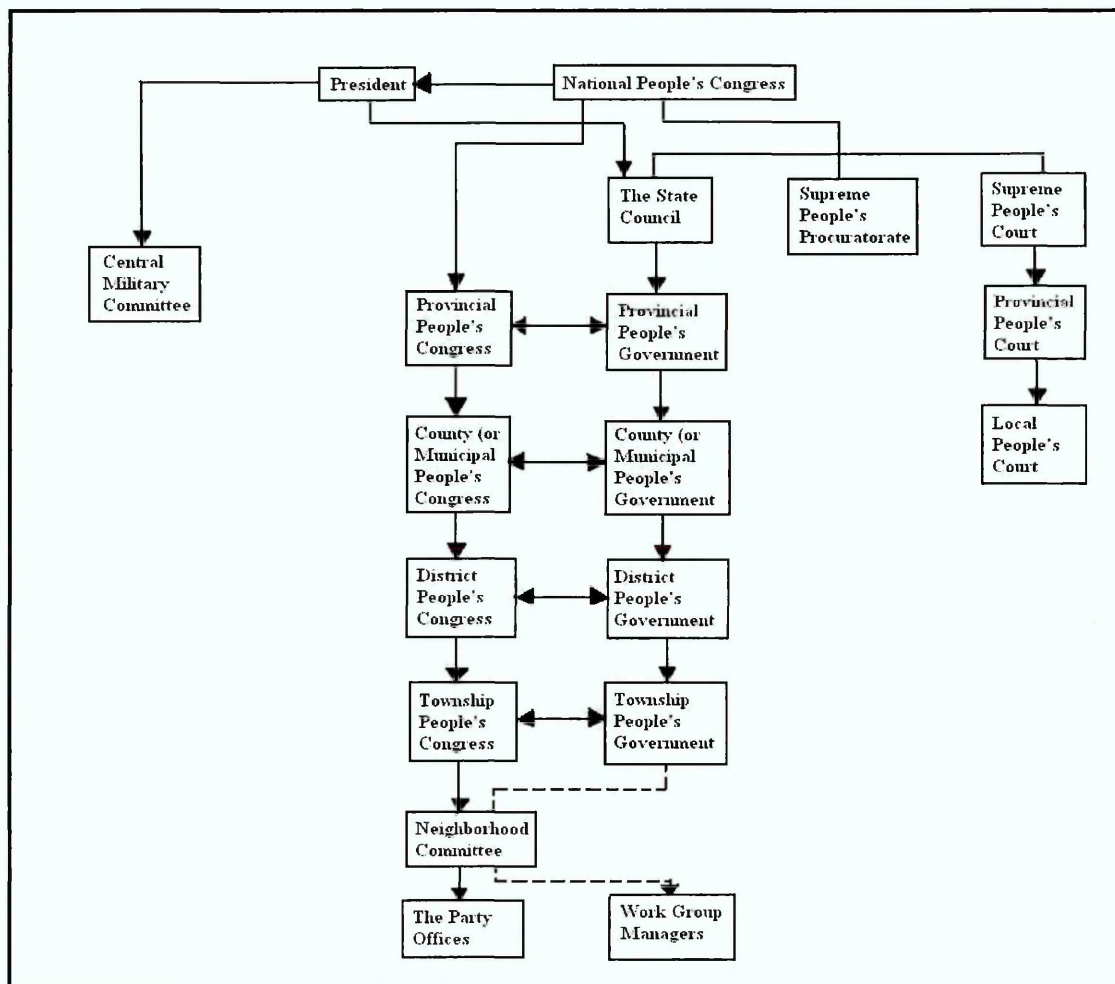 President
National People's Congress
The State
Council
Supreme
People's
Procuratorate
Supreme
People's
Court
Central
Military
Committee
Provincial
People's
Congress
Provincial
People's
Government
Provincial
People's
Court
County (or
Municipal
People's
Congress
County (or
Municipal
People's
Government
Local
People's
Court
District
People's
Congress
District
People's
Government
Township
People's
Congress
Township
People's
Government
Neighborhood
Committee
The Party
Offices
Work Group
Managers